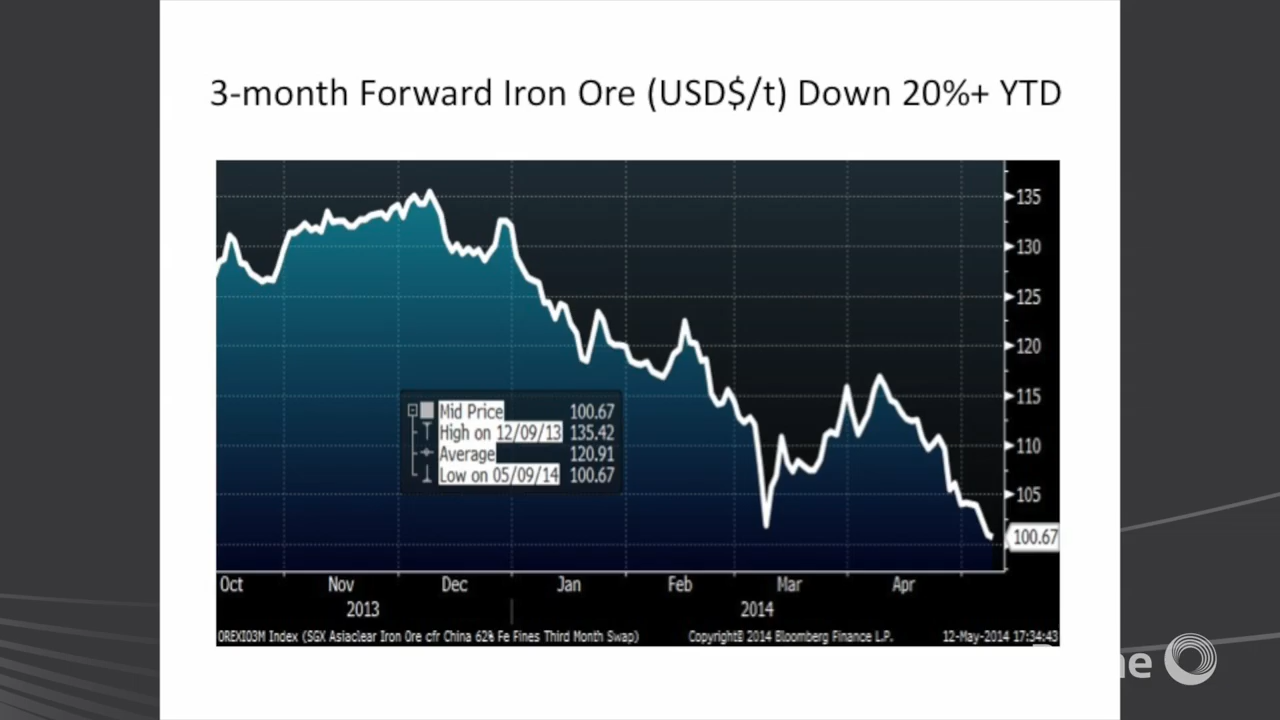 3-month Forward Iron Ore (USD$/t) Down 20%+ YTD
135
130
125
120
115
110
105
100.67
Mid Price 100.67
High on 12/09/13 135.42
Average 120.91
Low on 05/09/14 100.67
Oct Nov Dec Jan Feb Mar Apr
2013 2014
OREXIO3M Index (SGX Asiaclear Iron Ore cfr China 62% Fe Fines Third Month Swap) Copyright© 2014 Bloomberg Finance L.P. 12-May-2014 17:34:43